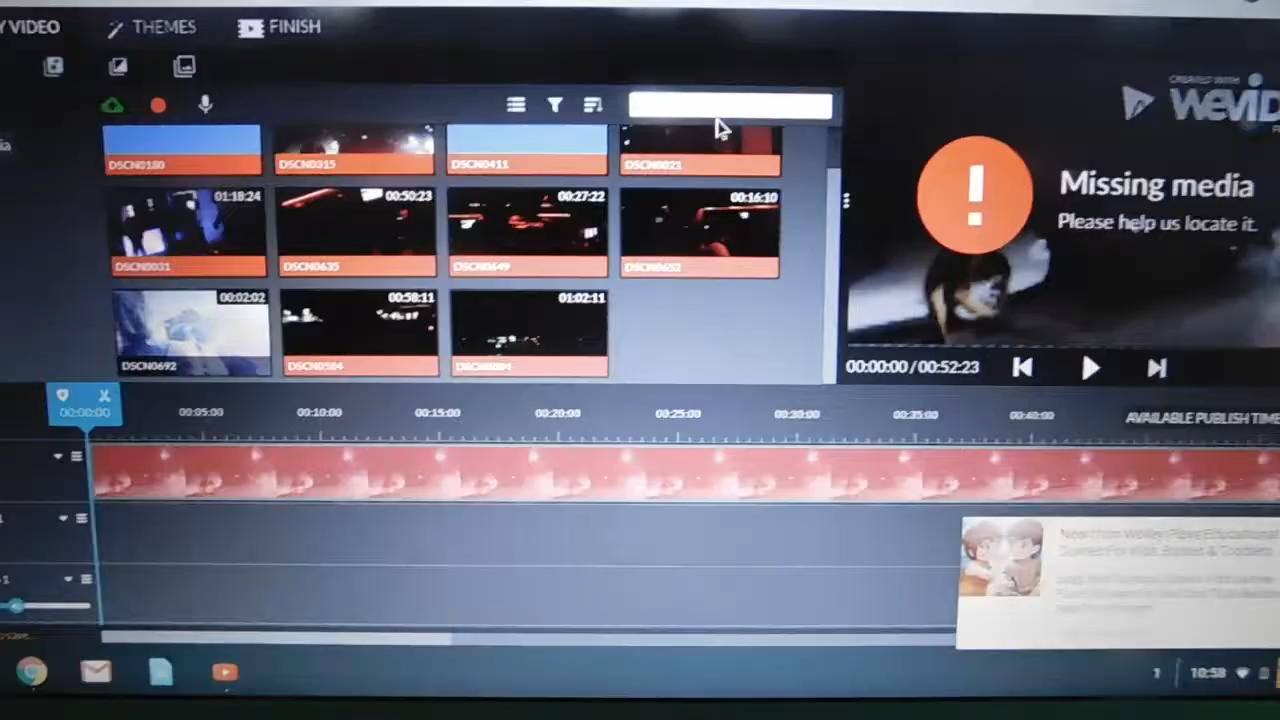 Y VIDEO
THEMES
FINISH
CREATED WITH
WEVID
DSCN0180
DSCN0315
DSCN0411
DSCN0021
Missing media
Please help us locate it.
01:18:24
00:50:23
00:27:22
00:16:10
DSCN0031
DSCN0635
DSCN0649
DSCN0652
00:02:02
00:58:11
01:02:11
DSCN0692
DSCN0584
00:00:00 / 00:52:23
00:00:00
00:05:00
00:10:00
00:15:00
00:20:00
00:25:00
00:30:00
00:35:00
00:40:00
AVAILABLE PUBLISH TIME
1
10:58